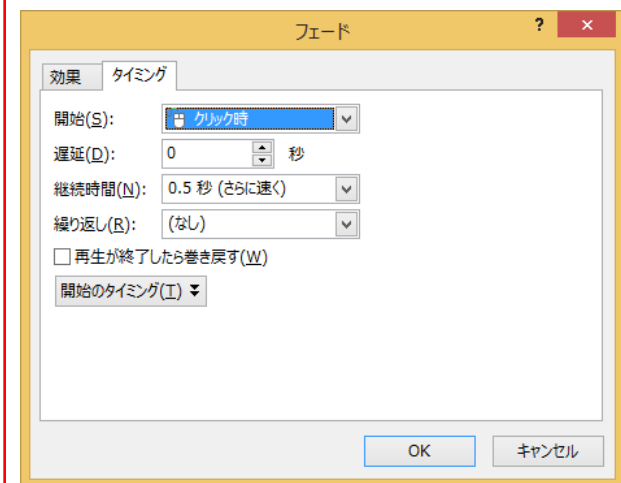 フェード
?
×
効果 タイミング
開始(S): クリック時
遅延(D): 0 秒
継続時間(N): 0.5 秒 (さらに速く)
繰り返し(R): (なし)
再生が終了したら巻き戻す(W)
開始のタイミング(T)
OK キャンセル